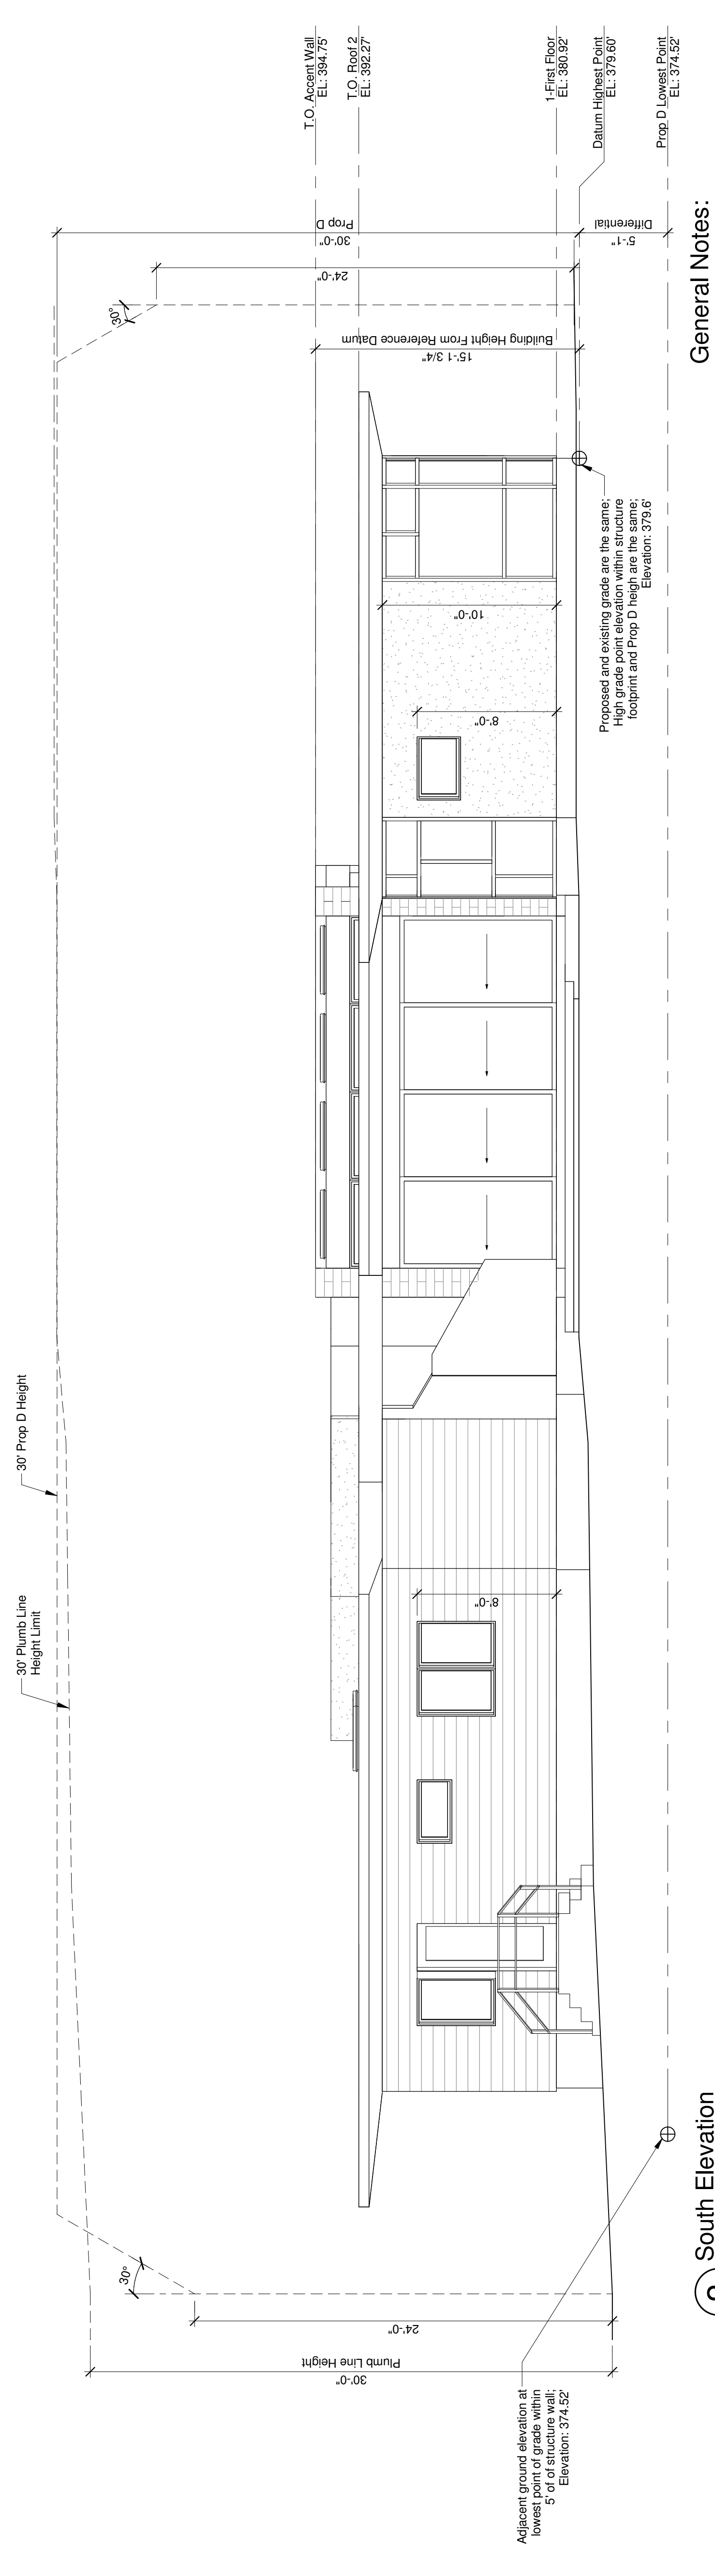 30' Plumb Line
Height Limit
30' Prop D Height
T.O. Accent Wall
EL: 394.75'
T.O. Roof 2
EL: 392.27'
1-First Floor
EL: 380.92'
Datum Highest Point
EL: 379.60'
Prop D Lowest Point
EL: 374.52'
30'-0"
Prop D
5'-1"
Differential
24'-0"
30°
15'-1 3/4"
Building Height From Reference Datum
10'-0"
8'-0"
8'-0"
30°
24'-0"
30'-0"
Plumb Line Height
Proposed and existing grade are the same;
High grade point elevation within structure
footprint and Prop D heigh are the same;
Elevation: 379.6'
Adjacent ground elevation at
lowest point of grade within
5' of of structure wall;
Elevation: 374.52'
South Elevation
General Notes: